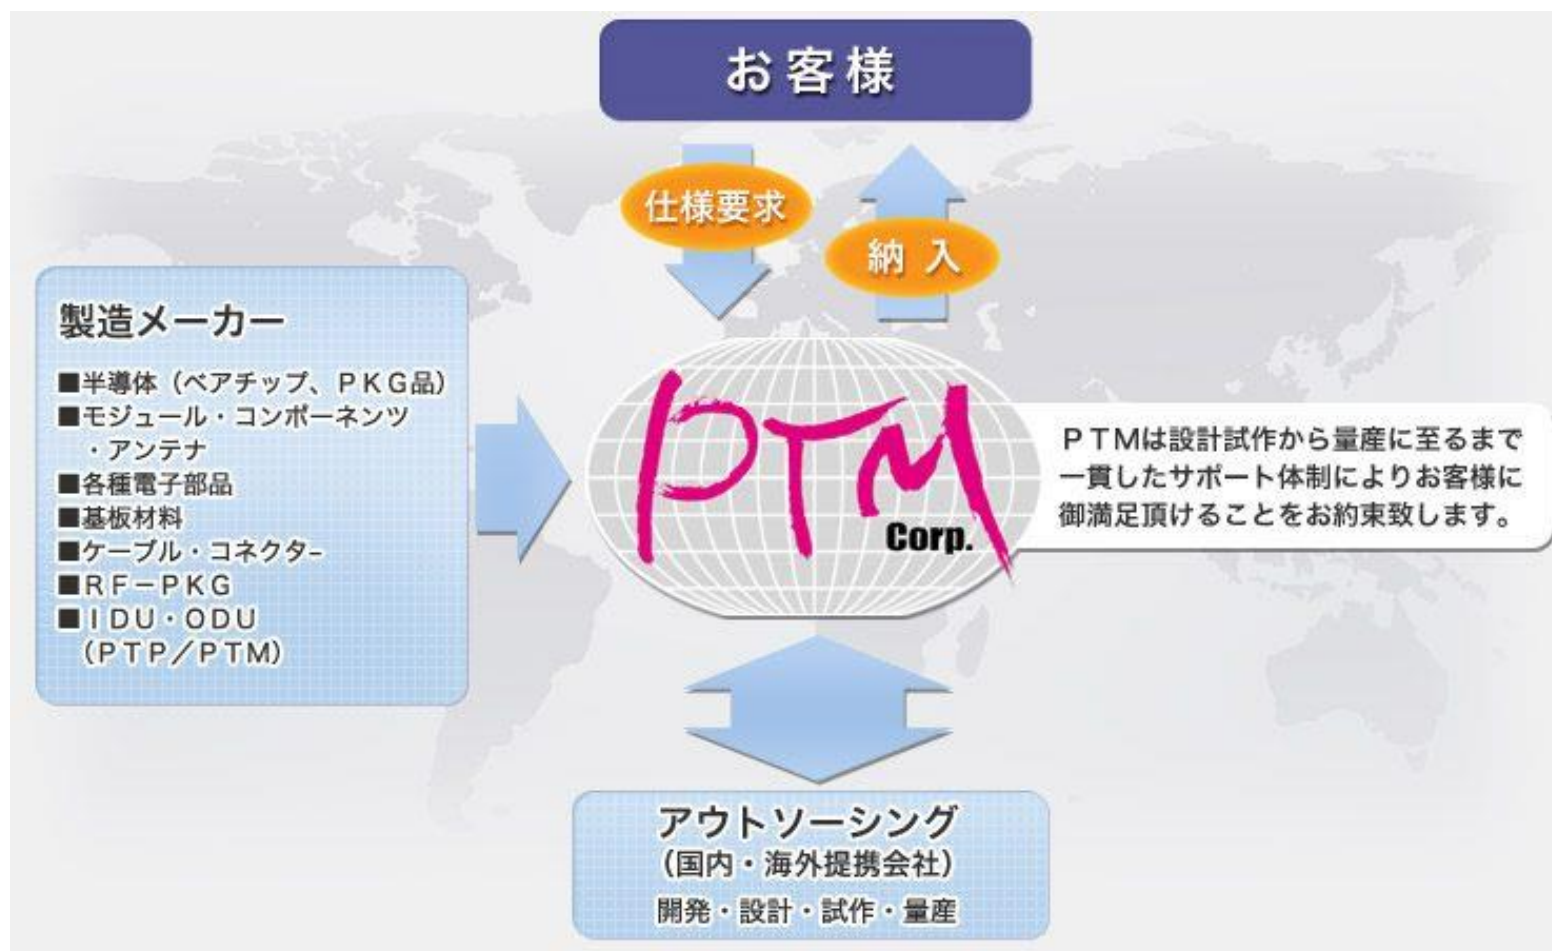 お客様
仕様要求
納入
製造メーカー
■半導体（ベアチップ、ＰＫＧ品）
■モジュール・コンポーネンツ
・アンテナ
■各種電子部品
■基板材料
■ケーブル・コネクタ−
■ＲＦ−ＰＫＧ
■ＩＤＵ・ＯＤＵ
（ＰＴＰ／ＰＴＭ）
PTM
Corp.
ＰＴＭは設計試作から量産に至るまで
一貫したサポート体制によりお客様に
御満足頂けることをお約束致します。
アウトソーシング
（国内・海外提携会社）
開発・設計・試作・量産